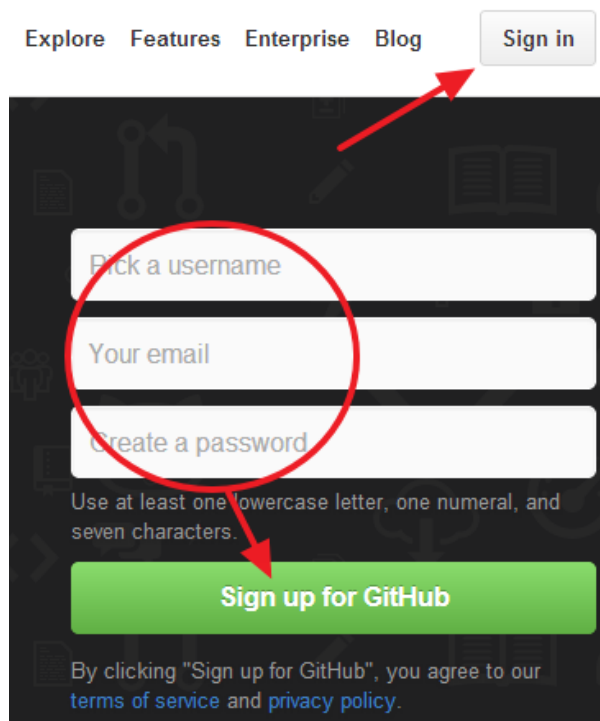 Explore Features Enterprise Blog Sign in
Pick a username
Your email
Create a password
Use at least one lowercase letter, one numeral, and
seven characters.
Sign up for GitHub
By clicking "Sign up for GitHub", you agree to our
terms of service and privacy policy.